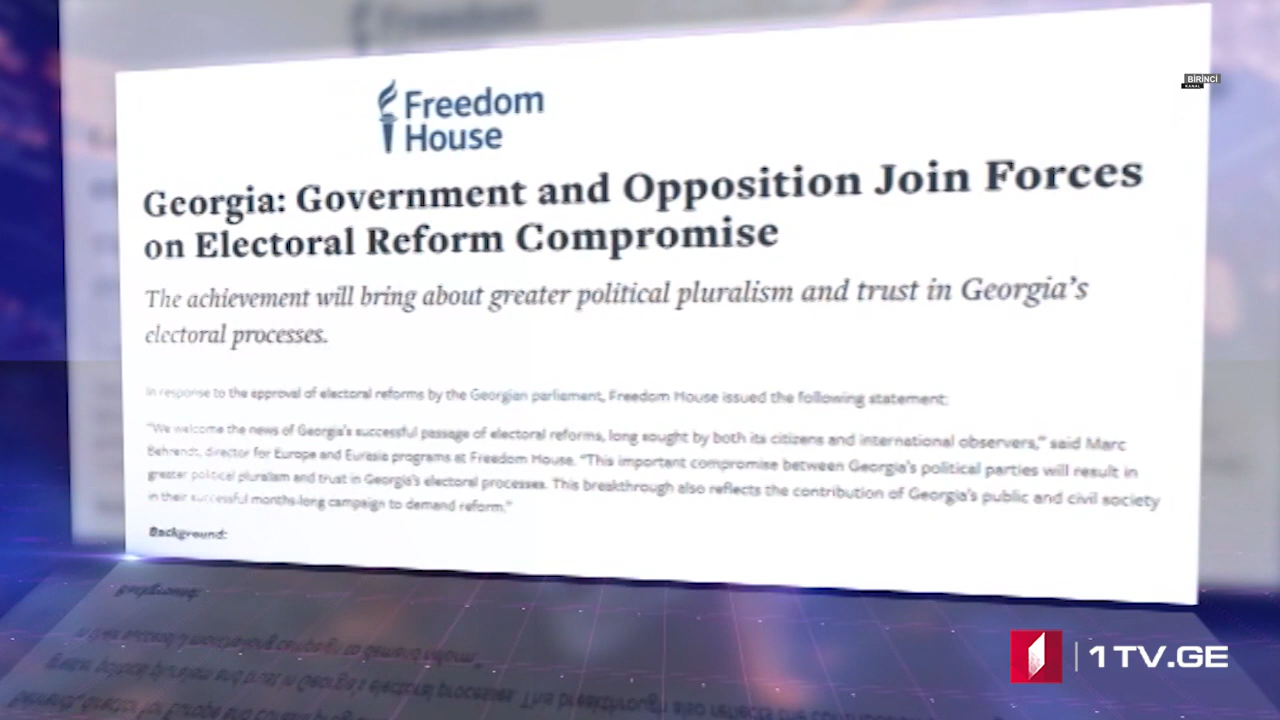 BİRİNCİ
KANAL
Freedom
House
Georgia: Government and Opposition Join Forces
on Electoral Reform Compromise
The achievement will bring about greater political pluralism and trust in Georgia's
electoral processes.
In response to the approval of electoral reforms by the Georgian parliament, Freedom House issued the following statement:
"We welcome the news of Georgia's successful passage of electoral reforms, long sought by both its citizens and international observers," said Marc
Behrendt, director for Europe and Eurasia programs at Freedom House. "This important compromise between Georgia's political parties will result in
greater political pluralism and trust in Georgia's electoral processes. This breakthrough also reflects the contribution of Georgia's public and civil society
in their successful months-long campaign to demand reform."
Background:
1TV.GE